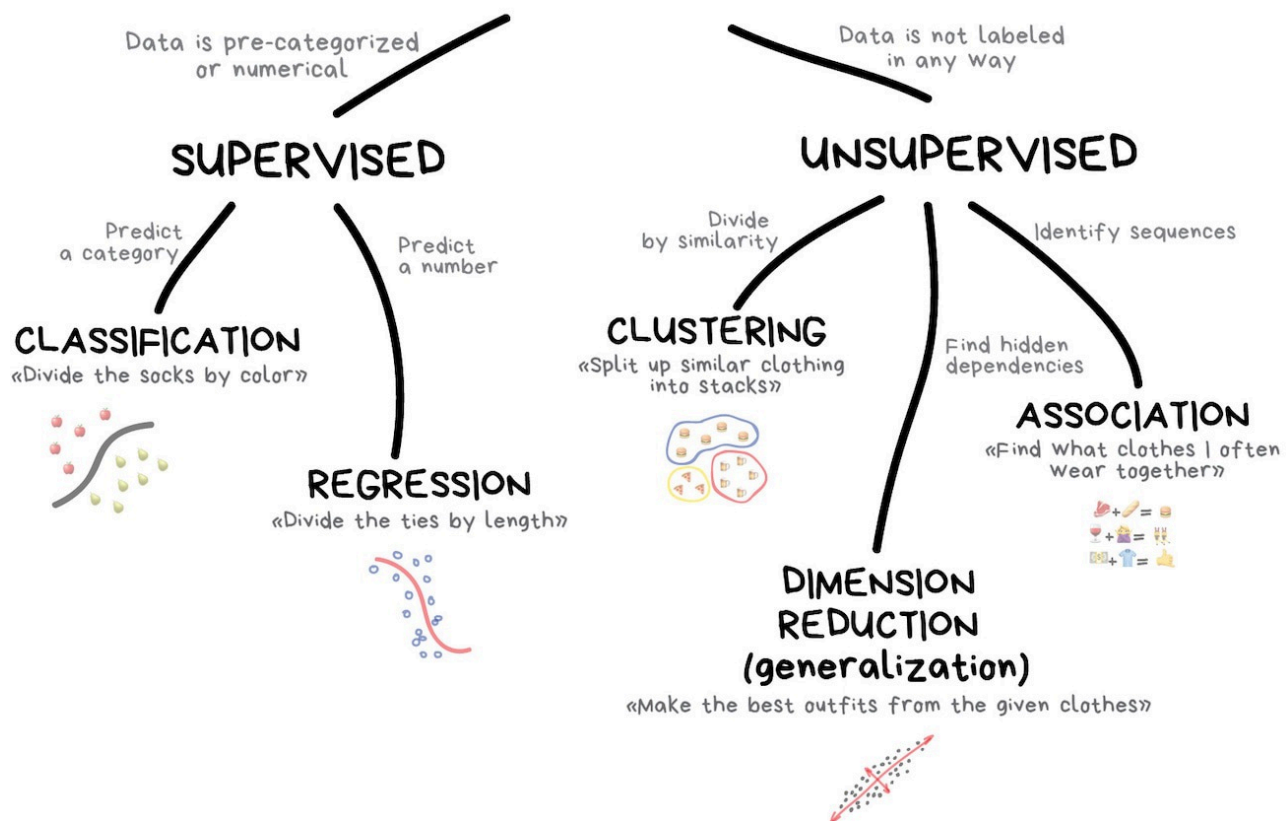 Data is pre-categorized
or numerical
Data is not labeled
in any way
SUPERVISED
UNSUPERVISED
Predict
a category
Predict
a number
Divide
by similarity
Identify sequences
CLASSIFICATION
«Divide the socks by color»
CLUSTERING
«Split up similar clothing
into stacks»
Find hidden
dependencies
ASSOCIATION
«Find what clothes I often
wear together»
REGRESSION
«Divide the ties by length»
+ =
+ =
+ =
DIMENSION
REDUCTION
(generalization)
«Make the best outfits from the given clothes»